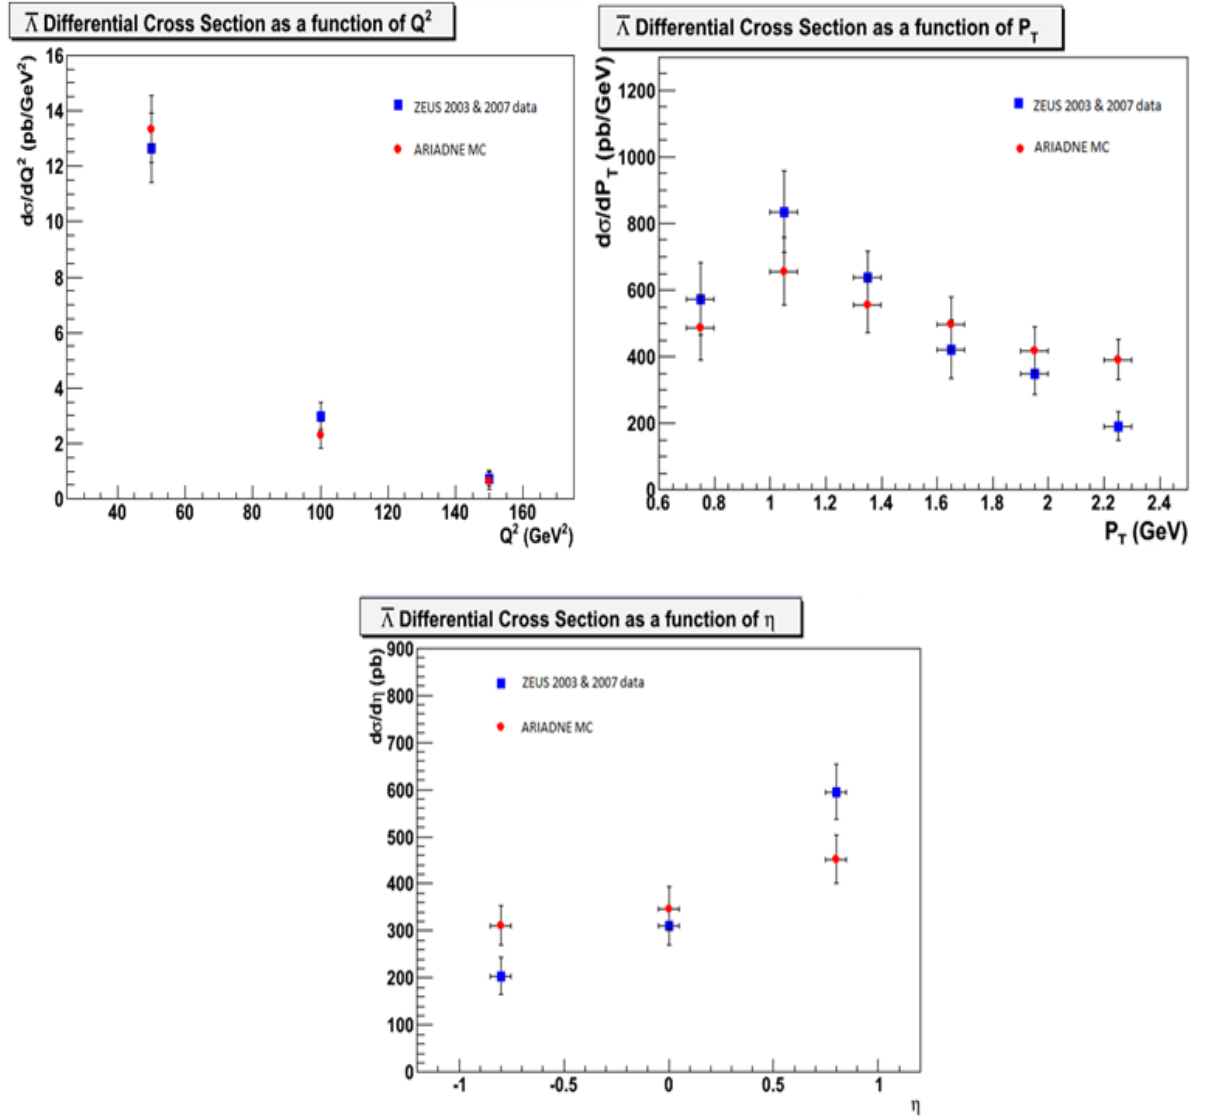 Λ̅ Differential Cross Section as a function of Q²
dσ/dQ² (pb/GeV²)
16
14
12
10
8
6
4
2
0
ZEUS 2003 & 2007 data
ARIADNE MC
40 60 80 100 120 140 160
Q² (GeV²)
Λ̅ Differential Cross Section as a function of P_T
dσ/dP_T (pb/GeV)
1200
1000
800
600
400
200
0
ZEUS 2003 & 2007 data
ARIADNE MC
0.6 0.8 1 1.2 1.4 1.6 1.8 2 2.2 2.4
P_T (GeV)
Λ̅ Differential Cross Section as a function of η
dσ/dη (pb)
900
800
700
600
500
400
300
200
100
0
ZEUS 2003 & 2007 data
ARIADNE MC
-1 -0.5 0 0.5 1
η